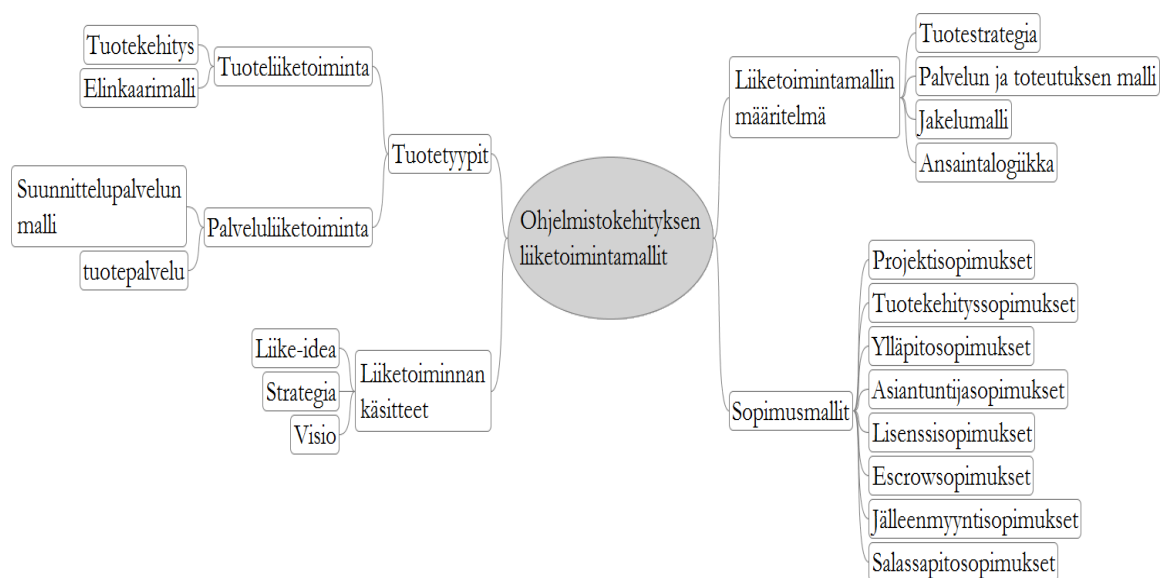 Ohjelmistokehityksen
liiketoimintamallit
Tuotetyypit
Tuoteliiketoiminta
Tuotekehitys
Elinkaarimalli
Palveluliiketoiminta
Suunnittelupalvelun
malli
tuotepalvelu
Liiketoiminnan
käsitteet
Liike-idea
Strategia
Visio
Liiketoimintamallin
määritelmä
Tuotestrategia
Palvelun ja toteutuksen malli
Jakelumalli
Ansaintalogiikka
Sopimusmallit
Projektisopimukset
Tuotekehityssopimukset
Ylläpitosopimukset
Asiantuntijasopimukset
Lisenssisopimukset
Escrowsopimukset
Jälleenmyyntisopimukset
Salassapitosopimukset